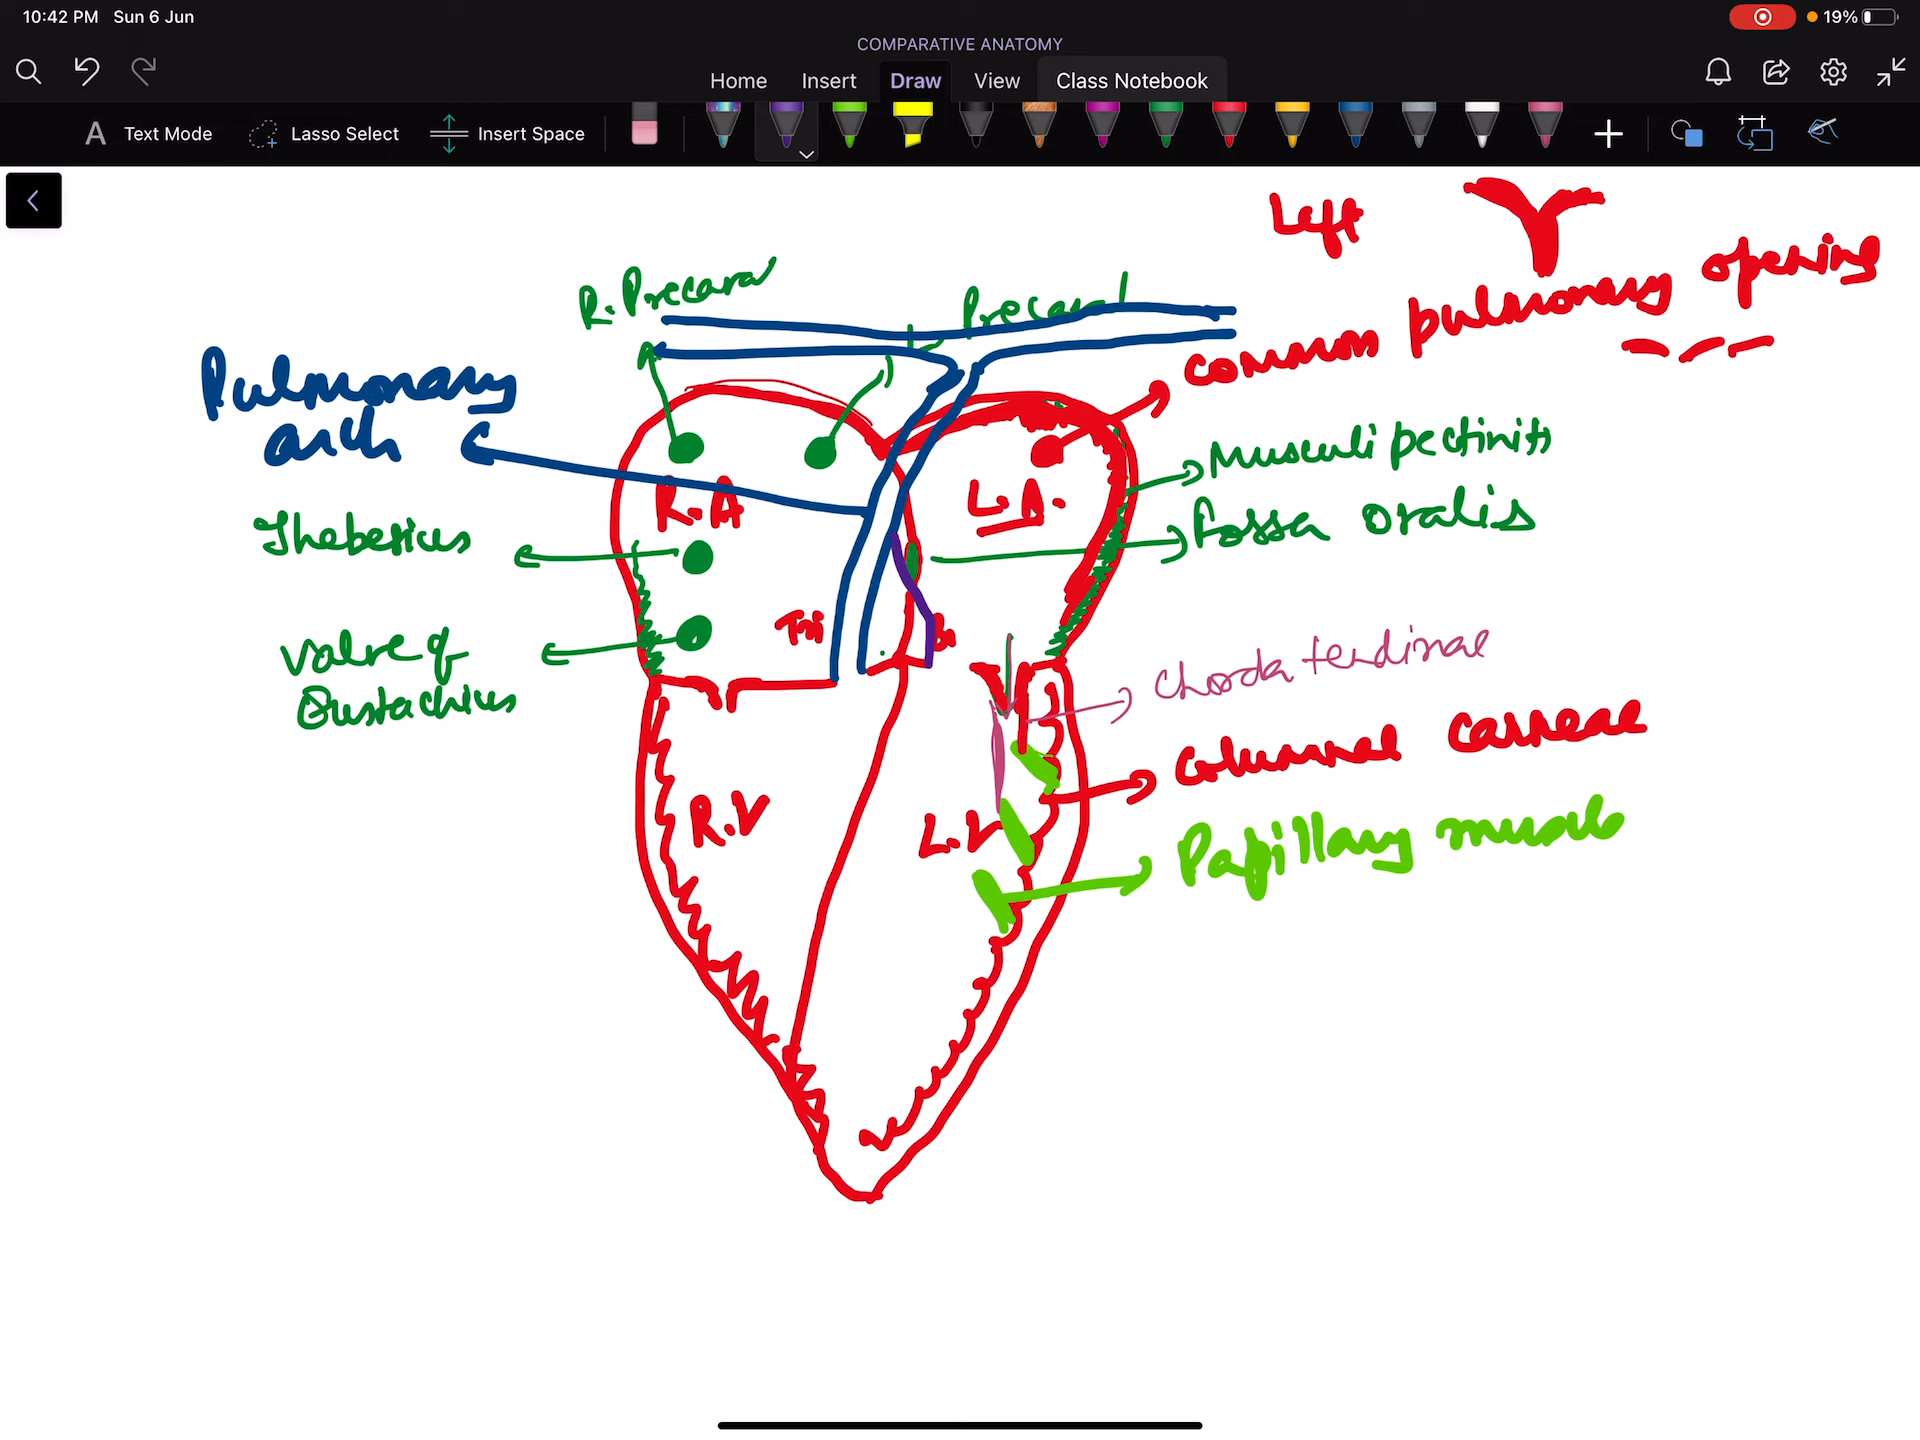 10:42 PM Sun 6 Jun
19%
COMPARATIVE ANATOMY
Home Insert Draw View Class Notebook
Text Mode Lasso Select Insert Space
Left
Common pulmonary opening
R. Precaval
Precaval
Pulmonary
arch
Musculi pectiniti
Fossa ovalis
R.A
L.A.
Thebesius
Tri
Bi
Valve of
Eustachius
Chorda tendinae
Columnae carneae
R.V
L.V
Papillary muscle